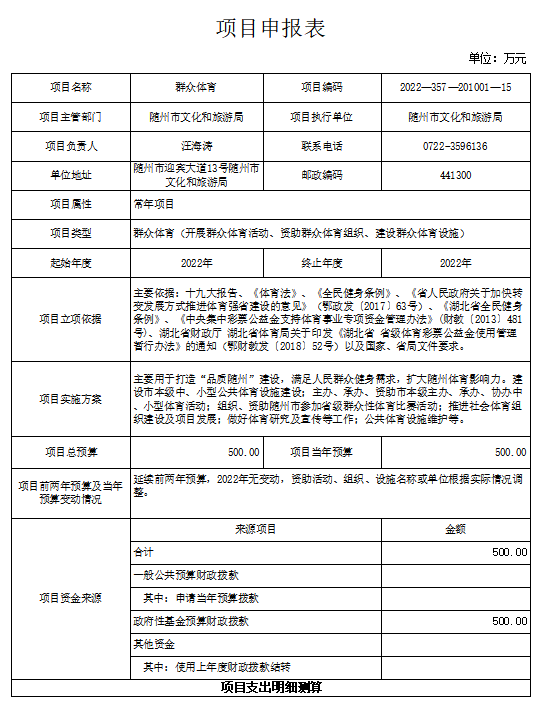 项目申报表
单位：万元
项目名称 群众体育 项目编码 2022—357—201001—15
项目主管部门 随州市文化和旅游局 项目执行单位 随州市文化和旅游局
项目负责人 汪海涛 联系电话 0722-3596136
单位地址 随州市迎宾大道13号随州市
文化和旅游局 邮政编码 441300
项目属性 常年项目
项目类型 群众体育（开展群众体育活动、资助群众体育组织、建设群众体育设施）
起始年度 2022年 终止年度 2022年
项目立项依据 主要依据：十九大报告、《体育法》、《全民健身条例》、《省人民政府关于加快转
变发展方式推进体育强省建设的意见》（鄂政发〔2017〕63号）、《湖北省全民健身
条例》、《中央集中彩票公益金支持体育事业专项资金管理办法》(财教〔2013〕481
号)、湖北省财政厅 湖北省体育局关于印发《湖北省 省级体育彩票公益金使用管理
暂行办法》的通知（鄂财教发〔2018〕52号）以及国家、省局文件要求。
项目实施方案 主要用于打造“品质随州”建设，满足人民群众健身需求，扩大随州体育影响力。建
设市本级中、小型公共体育设施建设；主办、承办、资助市本级主办、承办、协办中
、小型体育活动；组织、资助随州市参加省级群众性体育比赛活动；推进社会体育组
织建设及项目发展；做好体育研究及宣传等工作；公共体育设施维护等。
项目总预算 500.00 项目当年预算 500.00
项目前两年预算及当年
预算变动情况 延续前两年预算，2022年无变动，资助活动、组织、设施名称或单位根据实际情况调
整。
项目资金来源 来源项目 金额
合计 500.00
一般公共预算财政拨款
其中：申请当年预算拨款
政府性基金预算财政拨款 500.00
其他资金
其中：使用上年度财政拨款结转
项目支出明细测算